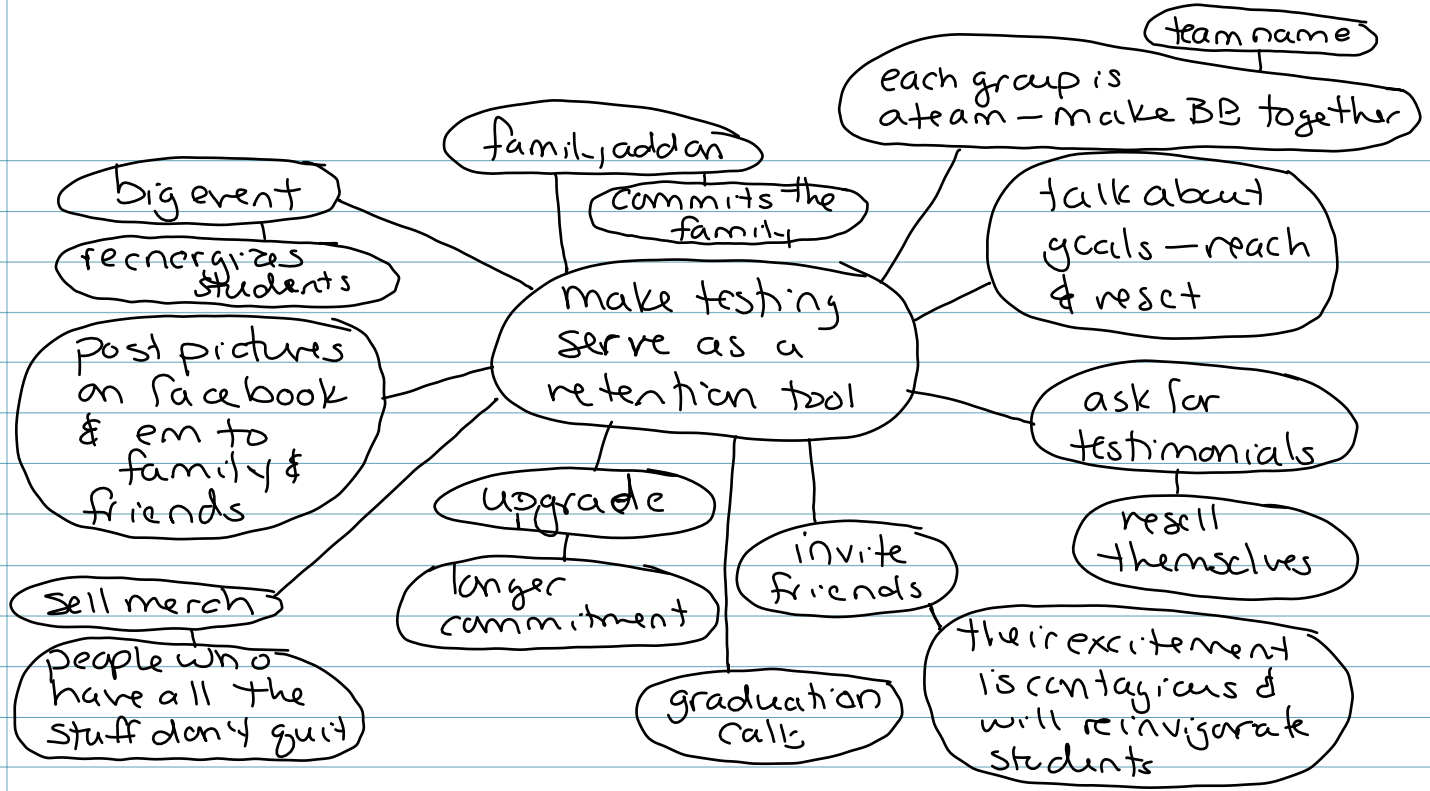 team name
each group is
a team – make BB together
family add on
commits the
family
big event
reenergizes
students
talk about
goals – reach
& reset
make testing
serve as a
retention tool
post pictures
on facebook
& em to
family &
friends
ask for
testimonials
resell
themselves
upgrade
longer
commitment
invite
friends
sell merch
people who
have all the
stuff don't quit
graduation
calls
their excitement
is contagious &
will reinvigorate
students